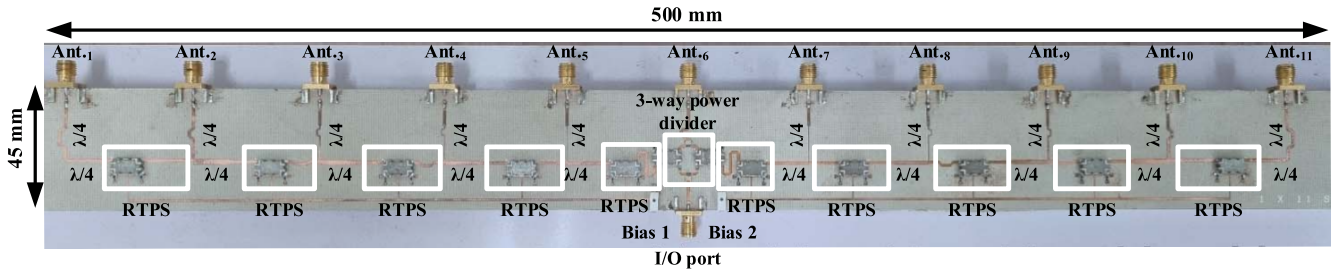 500 mm
Ant.1 Ant.2 Ant.3 Ant.4 Ant.5 Ant.6 Ant.7 Ant.8 Ant.9 Ant.10 Ant.11
3-way power
divider
45 mm
λ/4 λ/4 λ/4 λ/4 λ/4 λ/4 λ/4 λ/4
λ/4 λ/4 λ/4 λ/4 λ/4 λ/4 λ/4 λ/4 λ/4 λ/4
RTPS RTPS RTPS RTPS RTPS RTPS RTPS RTPS RTPS RTPS
1 X 11 S
Bias 1 Bias 2
I/O port